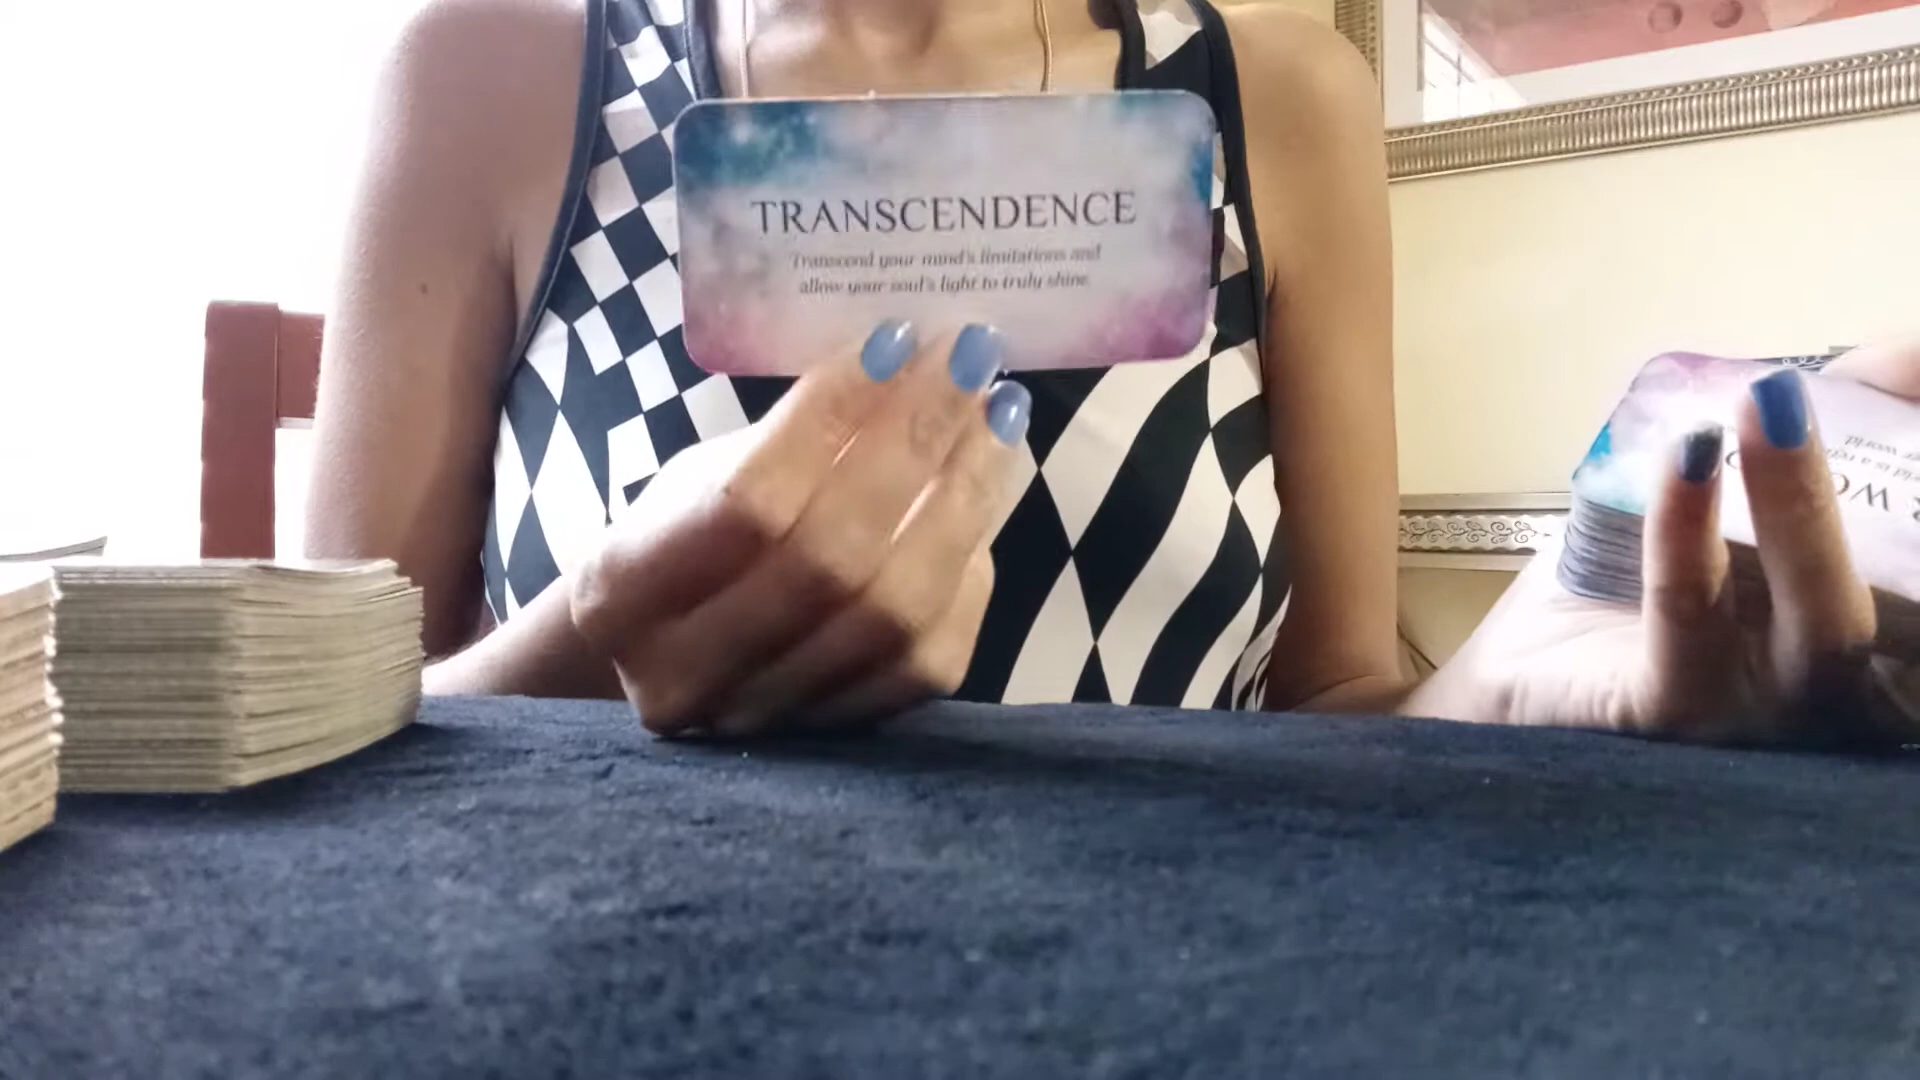 TRANSCENDENCE
Transcend your mind's limitations and
allow your soul's light to truly shine.